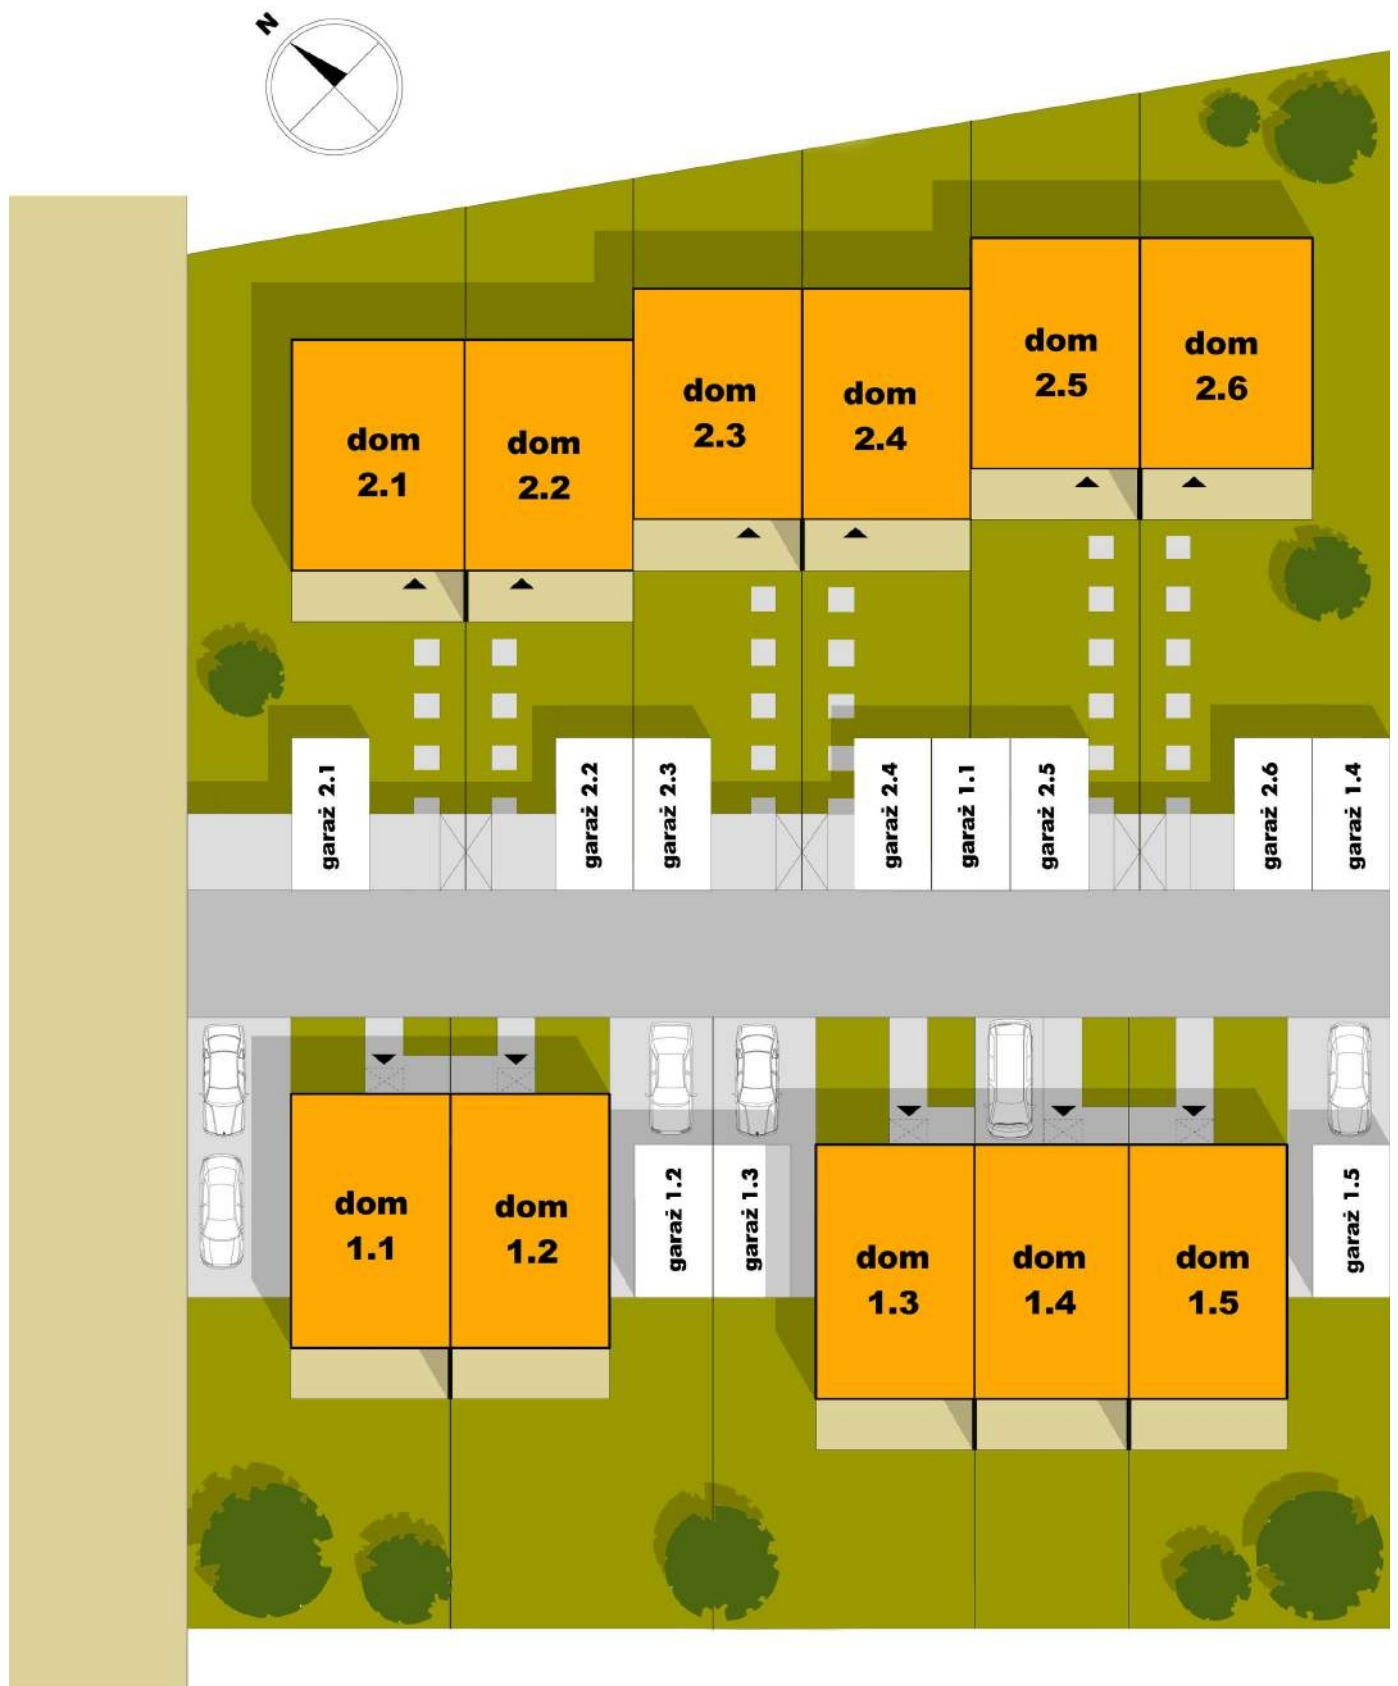 N
dom
2.1
dom
2.2
dom
2.3
dom
2.4
dom
2.5
dom
2.6
garaż 2.1
garaż 2.2
garaż 2.3
garaż 2.4
garaż 1.1
garaż 2.5
garaż 2.6
garaż 1.4
dom
1.1
dom
1.2
garaż 1.2
garaż 1.3
dom
1.3
dom
1.4
dom
1.5
garaż 1.5